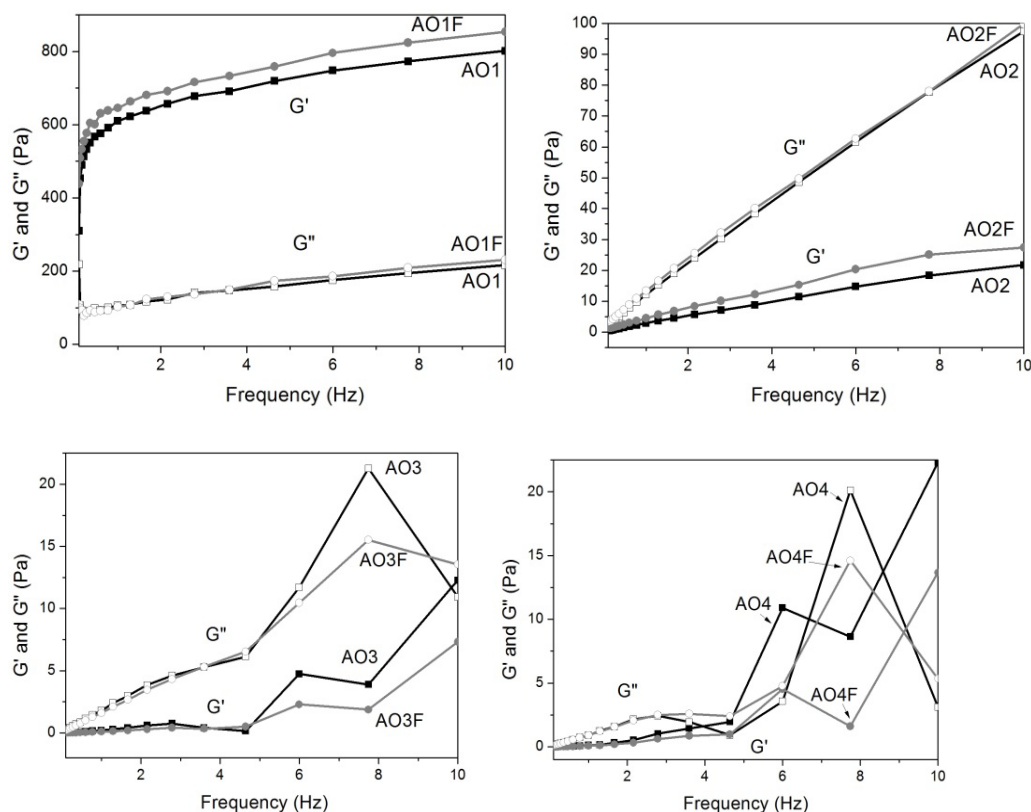 AO1F
800
AO1
G'
600
400
G"
AO1F
200
AO1
0
2 4 6 8 10
Frequency (Hz)
G' and G" (Pa)
100
AO2F
90
AO2
80
70
60
G"
50
40
30
AO2F
G'
20
AO2
10
0
2 4 6 8 10
Frequency (Hz)
G' and G" (Pa)
AO3
20
AO3F
15
10
G"
AO3
5
G'
AO3F
0
2 4 6 8 10
Frequency (Hz)
G' and G" (Pa)
20
AO4
15
AO4F
AO4
10
5
G"
AO4F
0
G'
2 4 6 8 10
Frequency (Hz)
G' and G" (Pa)